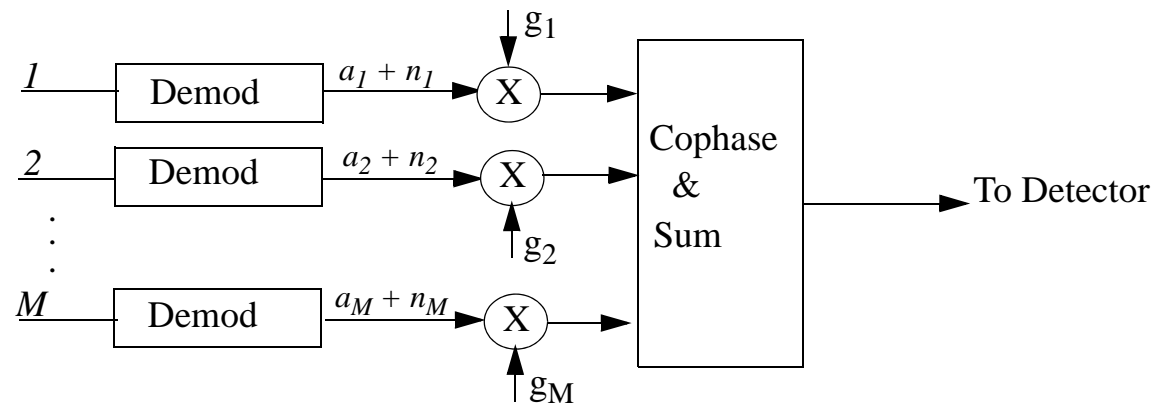 g1
1 Demod a1 + n1 X
Cophase
&
Sum
To Detector
2 Demod a2 + n2 X
g2
.
.
.
M Demod aM + nM X
gM